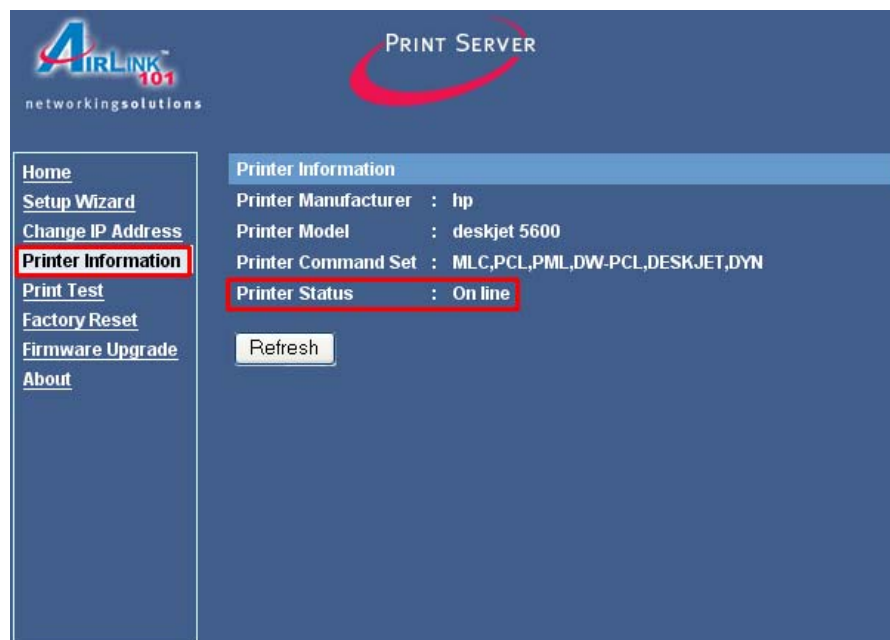 AIRLINK™
101
networkingsolutions
PRINT SERVER
Home
Setup Wizard
Change IP Address
Printer Information
Print Test
Factory Reset
Firmware Upgrade
About
Printer Information
Printer Manufacturer : hp
Printer Model : deskjet 5600
Printer Command Set : MLC,PCL,PML,DW-PCL,DESKJET,DYN
Printer Status : On line
Refresh